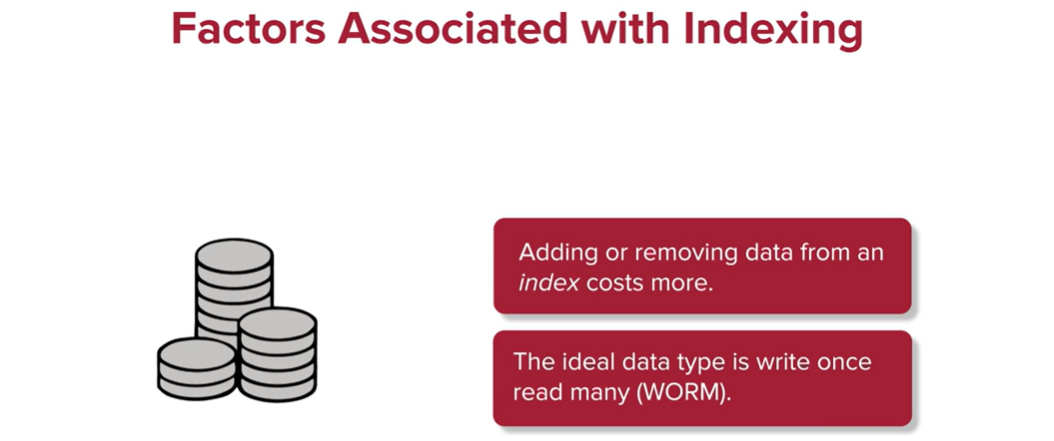 Factors Associated with Indexing
Adding or removing data from an
index costs more.
The ideal data type is write once
read many (WORM).